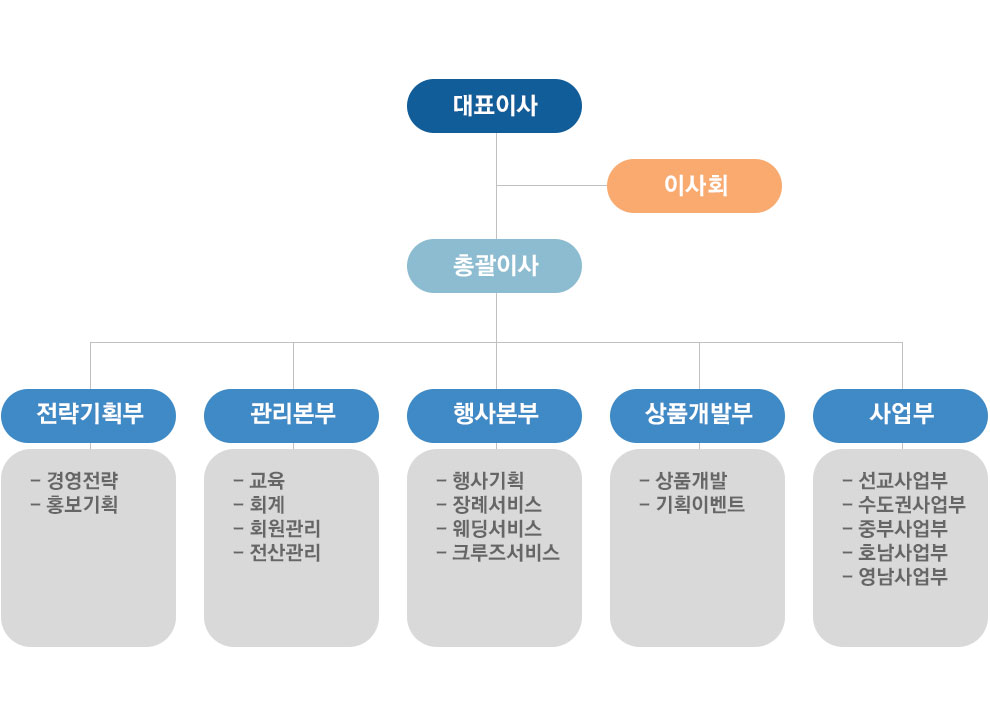 대표이사
이사회
총괄이사
전략기획부
- 경영전략
- 홍보기획
관리본부
- 교육
- 회계
- 회원관리
- 전산관리
행사본부
- 행사기획
- 장례서비스
- 웨딩서비스
- 크루즈서비스
상품개발부
- 상품개발
- 기획이벤트
사업부
- 선교사업부
- 수도권사업부
- 중부사업부
- 호남사업부
- 영남사업부